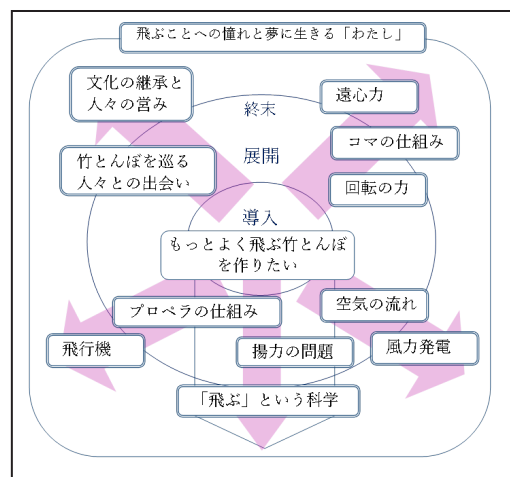 飛ぶことへの憧れと夢に生きる「わたし」
文化の継承と
人々の営み
遠心力
終末
コマの仕組み
展開
竹とんぼを巡る
人々との出会い
回転の力
導入
もっとよく飛ぶ竹とんぼ
を作りたい
プロペラの仕組み
空気の流れ
飛行機
揚力の問題
風力発電
「飛ぶ」という科学